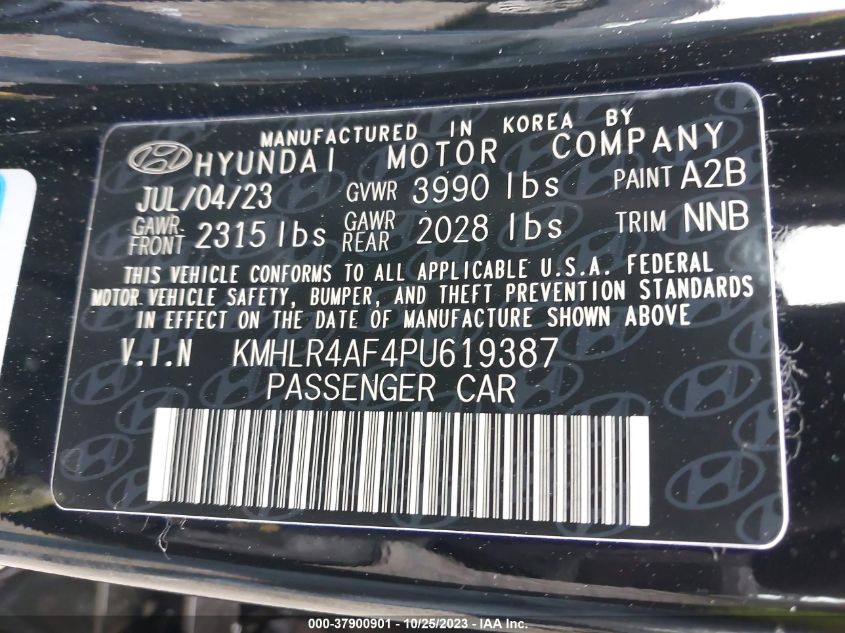 MANUFACTURED IN KOREA BY
HYUNDAI MOTOR COMPANY
JUL/04/23 GVWR 3990 lbs PAINT A2B
GAWR FRONT 2315 lbs GAWR REAR 2028 lbs TRIM NNB
THIS VEHICLE CONFORMS TO ALL APPLICABLE U.S.A. FEDERAL
MOTOR VEHICLE SAFETY, BUMPER, AND THEFT PREVENTION STANDARDS
IN EFFECT ON THE DATE OF MANUFACTURE SHOWN ABOVE
V.I.N KMHLR4AF4PU619387
PASSENGER CAR
000-37900901 - 10/25/2023 - IAA Inc.